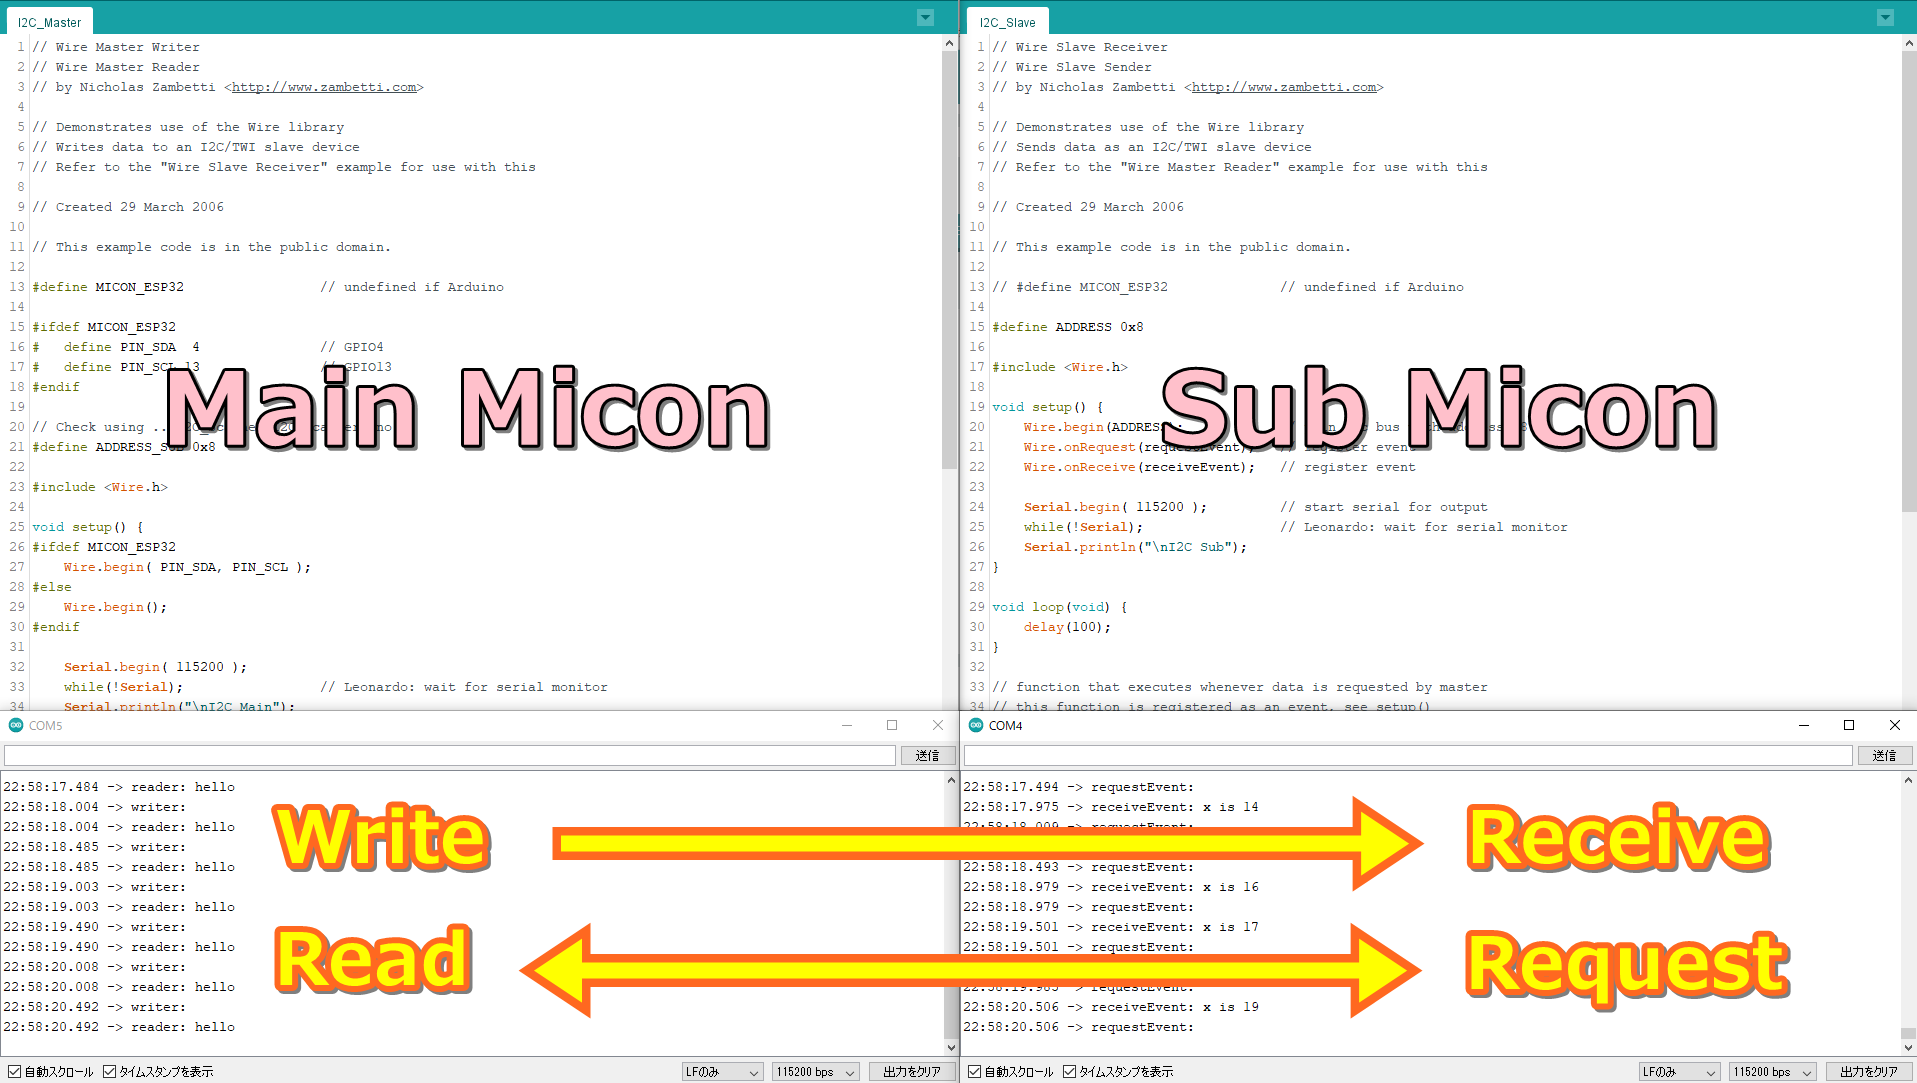 I2C_Master
1 // Wire Master Writer
2 // Wire Master Reader
3 // by Nicholas Zambetti <http://www.zambetti.com>
4
5 // Demonstrates use of the Wire library
6 // Writes data to an I2C/TWI slave device
7 // Refer to the "Wire Slave Receiver" example for use with this
8
9 // Created 29 March 2006
10
11 // This example code is in the public domain.
12
13 #define MICON_ESP32 // undefined if Arduino
14
15 #ifdef MICON_ESP32
16 # define PIN_SDA 4 // GPIO4
17 # define PIN_SCL 13 // GPIO13
18 #endif
19
20 // Check using
21 #define ADDRESS_SUB 0x8
22
23 #include <Wire.h>
24
25 void setup() {
26 #ifdef MICON_ESP32
27 Wire.begin( PIN_SDA, PIN_SCL );
28 #else
29 Wire.begin();
30 #endif
31
32 Serial.begin( 115200 );
33 while(!Serial); // Leonardo: wait for serial monitor
34 Serial.println("\nI2C Main");
Main Micon
I2C_Slave
1 // Wire Slave Receiver
2 // Wire Slave Sender
3 // by Nicholas Zambetti <http://www.zambetti.com>
4
5 // Demonstrates use of the Wire library
6 // Sends data as an I2C/TWI slave device
7 // Refer to the "Wire Master Reader" example for use with this
8
9 // Created 29 March 2006
10
11 // This example code is in the public domain.
12
13 // #define MICON_ESP32 // undefined if Arduino
14
15 #define ADDRESS 0x8
16
17 #include <Wire.h>
18
19 void setup() {
20 Wire.begin(ADDRESS); // bus
21 Wire.onRequest(requestEvent); // register event
22 Wire.onReceive(receiveEvent); // register event
23
24 Serial.begin( 115200 ); // start serial for output
25 while(!Serial); // Leonardo: wait for serial monitor
26 Serial.println("\nI2C Sub");
27 }
28
29 void loop(void) {
30 delay(100);
31 }
32
33 // function that executes whenever data is requested by master
34 // this function is registered as an event, see setup()
Sub Micon
COM5
送信
22:58:17.484 -> reader: hello
22:58:18.004 -> writer:
22:58:18.004 -> reader: hello
22:58:18.485 -> writer:
22:58:18.485 -> reader: hello
22:58:19.003 -> writer:
22:58:19.003 -> reader: hello
22:58:19.490 -> writer:
22:58:19.490 -> reader: hello
22:58:20.008 -> writer:
22:58:20.008 -> reader: hello
22:58:20.492 -> writer:
22:58:20.492 -> reader: hello
Write
Read
自動スクロール タイムスタンプを表示 LFのみ 115200 bps 出力をクリア
COM4
送信
22:58:17.494 -> requestEvent:
22:58:17.975 -> receiveEvent: x is 14
22:58:18.009 -> requestEvent:
22:58:18.493 -> requestEvent:
22:58:18.979 -> receiveEvent: x is 16
22:58:18.979 -> requestEvent:
22:58:19.501 -> receiveEvent: x is 17
22:58:19.501 -> requestEvent:
22:58:19.985 -> requestEvent:
22:58:20.506 -> receiveEvent: x is 19
22:58:20.506 -> requestEvent:
Receive
Request
自動スクロール タイムスタンプを表示 LFのみ 115200 bps 出力をクリア